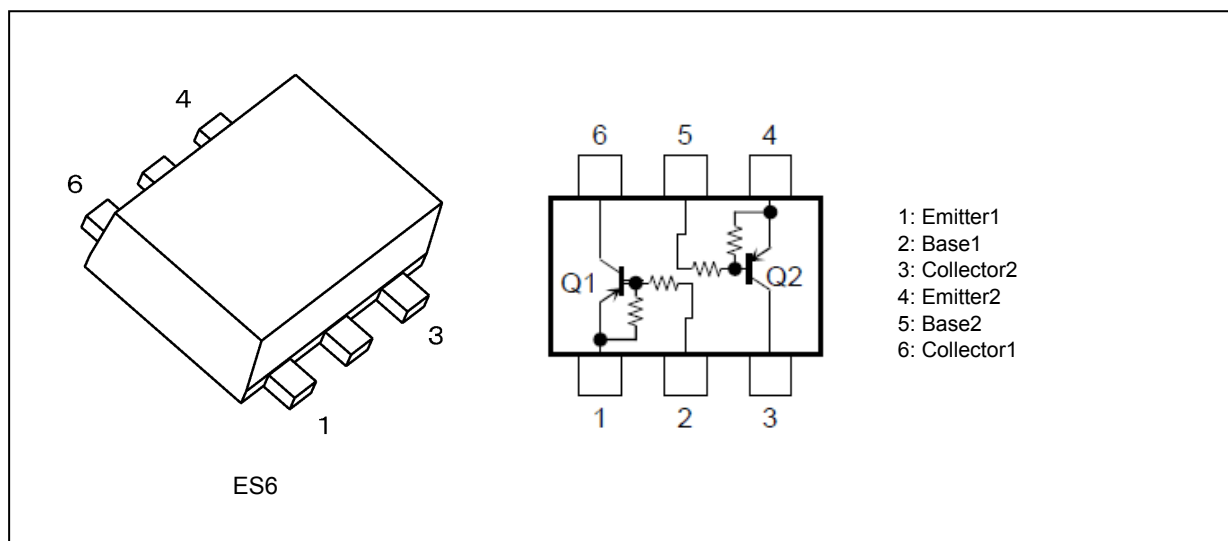 4
6
3
1
ES6
6 5 4
Q1 Q2
1 2 3
1: Emitter1
2: Base1
3: Collector2
4: Emitter2
5: Base2
6: Collector1